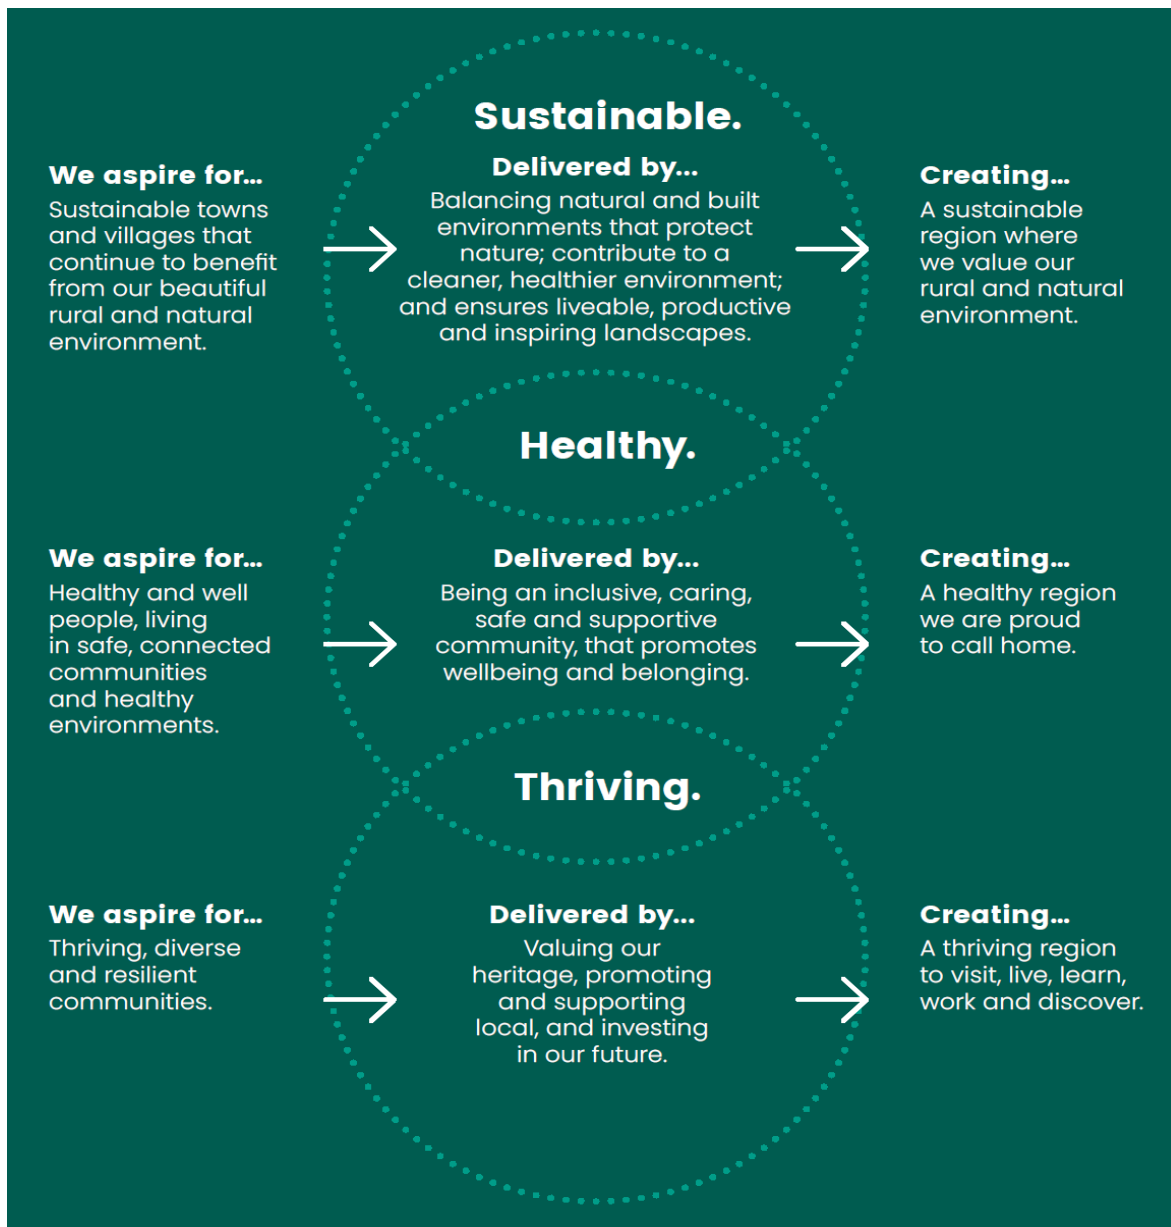 Sustainable.
We aspire for...
Sustainable towns
and villages that
continue to benefit
from our beautiful
rural and natural
environment.
Delivered by...
Balancing natural and built
environments that protect
nature; contribute to a
cleaner, healthier environment;
and ensures liveable, productive
and inspiring landscapes.
Creating...
A sustainable
region where
we value our
rural and natural
environment.
Healthy.
We aspire for...
Healthy and well
people, living
in safe, connected
communities
and healthy
environments.
Delivered by...
Being an inclusive, caring,
safe and supportive
community, that promotes
wellbeing and belonging.
Creating...
A healthy region
we are proud
to call home.
Thriving.
We aspire for...
Thriving, diverse
and resilient
communities.
Delivered by...
Valuing our
heritage, promoting
and supporting
local, and investing
in our future.
Creating...
A thriving region
to visit, live, learn,
work and discover.